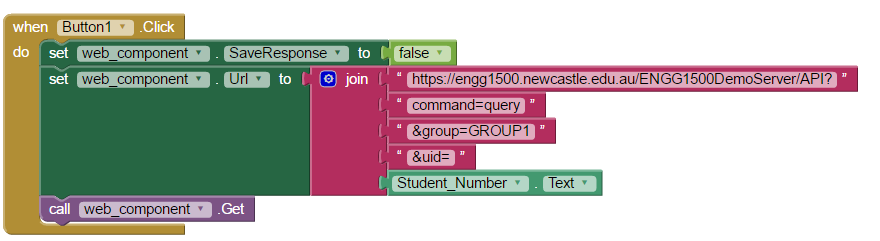 when Button1 .Click
do set web_component . SaveResponse to false
set web_component . Url to join " https://engg1500.newcastle.edu.au/ENGG1500DemoServer/API? "
" command=query "
" &group=GROUP1 "
" &uid= "
Student_Number . Text
call web_component .Get